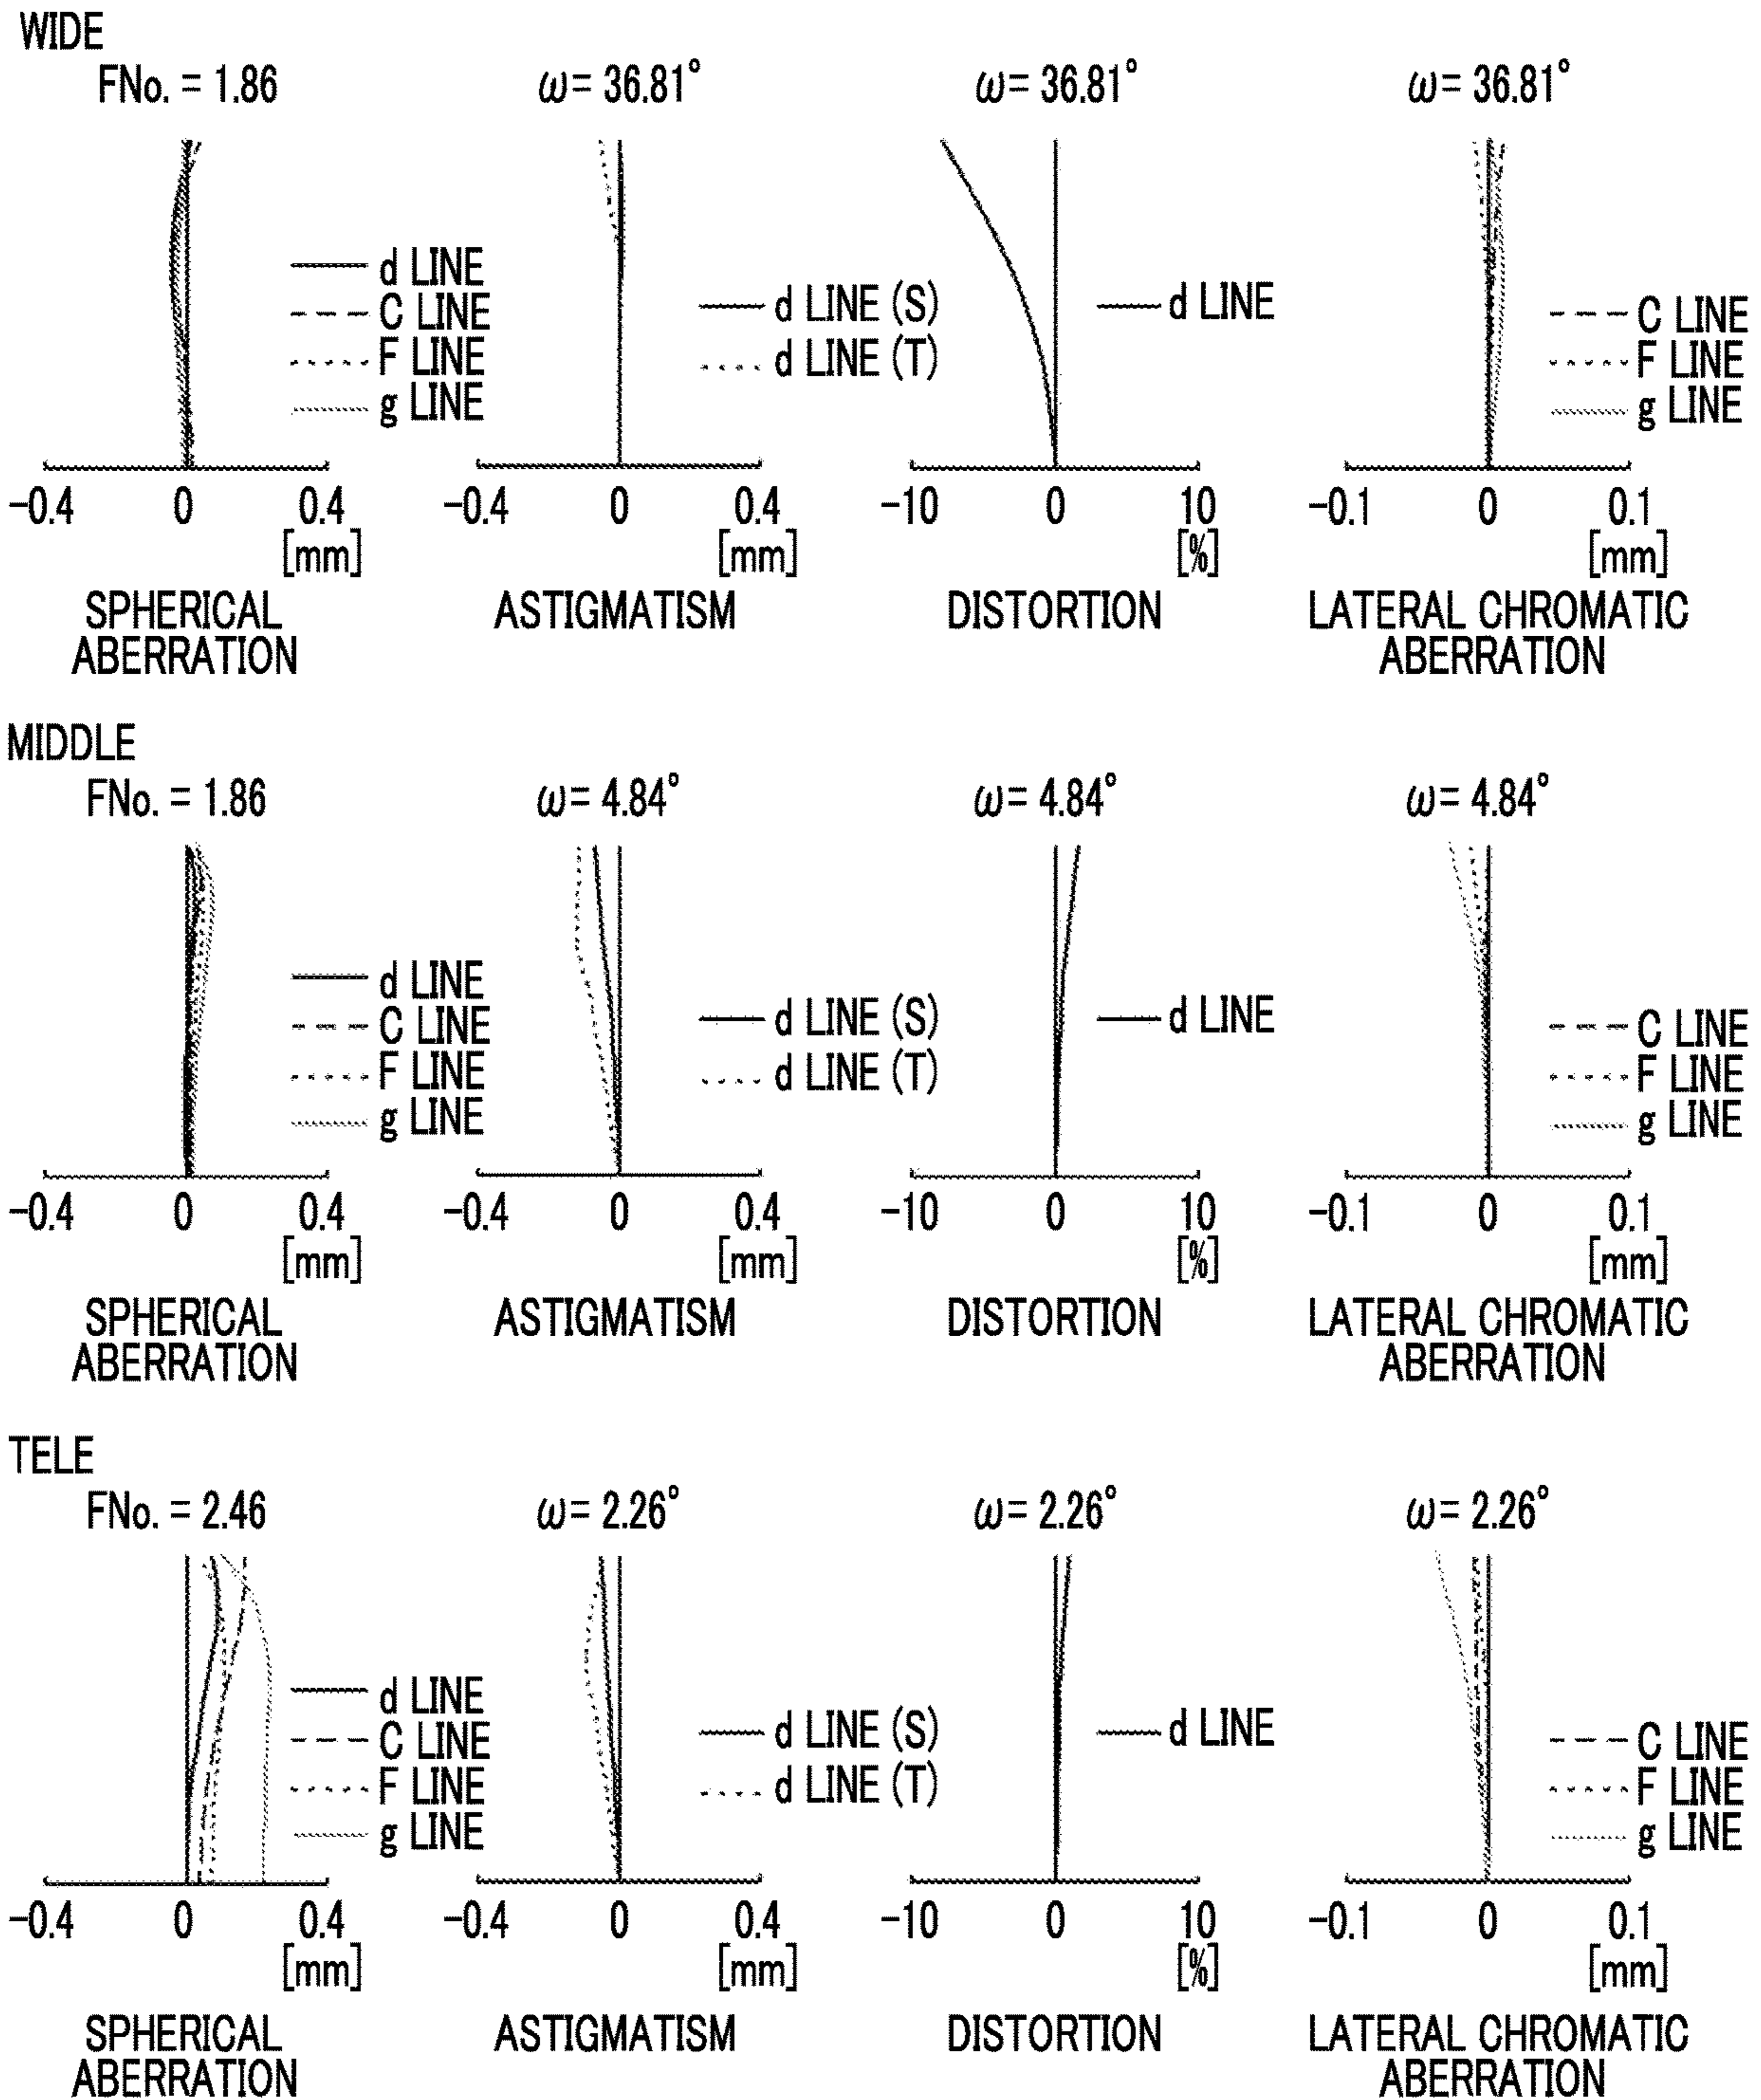 WIDE
FNo. = 1.86
ω= 36.81°
ω= 36.81°
ω= 36.81°
d LINE
C LINE
F LINE
g LINE
d LINE (S)
d LINE (T)
d LINE
C LINE
F LINE
g LINE
-0.4 0 0.4
[mm]
-0.4 0 0.4
[mm]
-10 0 10
[%]
-0.1 0 0.1
[mm]
SPHERICAL
ABERRATION
ASTIGMATISM
DISTORTION
LATERAL CHROMATIC
ABERRATION
MIDDLE
FNo. = 1.86
ω= 4.84°
ω= 4.84°
ω= 4.84°
d LINE
C LINE
F LINE
g LINE
d LINE (S)
d LINE (T)
d LINE
C LINE
F LINE
g LINE
-0.4 0 0.4
[mm]
-0.4 0 0.4
[mm]
-10 0 10
[%]
-0.1 0 0.1
[mm]
SPHERICAL
ABERRATION
ASTIGMATISM
DISTORTION
LATERAL CHROMATIC
ABERRATION
TELE
FNo. = 2.46
ω= 2.26°
ω= 2.26°
ω= 2.26°
d LINE
C LINE
F LINE
g LINE
d LINE (S)
d LINE (T)
d LINE
C LINE
F LINE
g LINE
-0.4 0 0.4
[mm]
-0.4 0 0.4
[mm]
-10 0 10
[%]
-0.1 0 0.1
[mm]
SPHERICAL
ABERRATION
ASTIGMATISM
DISTORTION
LATERAL CHROMATIC
ABERRATION